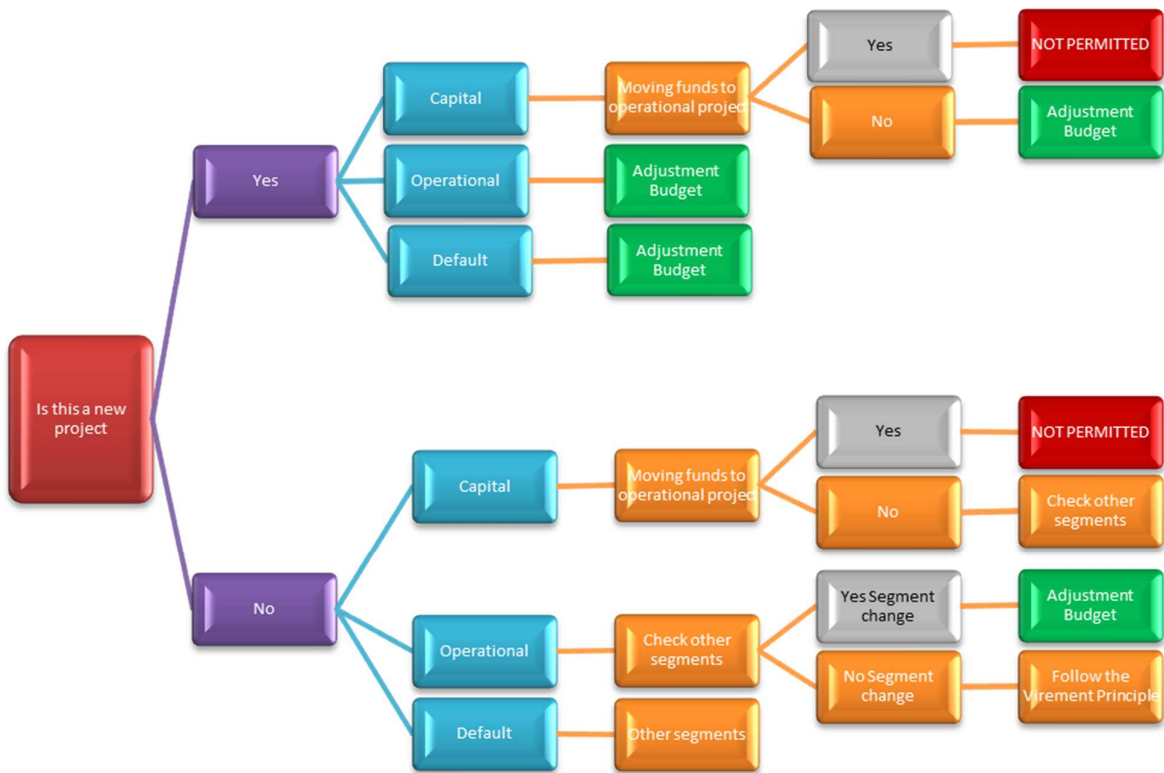 Yes
NOT PERMITTED
Capital
Moving funds to
operational project
No
Adjustment
Budget
Yes
Operational
Adjustment
Budget
Default
Adjustment
Budget
Is this a new
project
Yes
NOT PERMITTED
Capital
Moving funds to
operational project
No
Check other
segments
No
Yes Segment
change
Adjustment
Budget
Operational
Check other
segments
No Segment
change
Follow the
Virement Principle
Default
Other segments